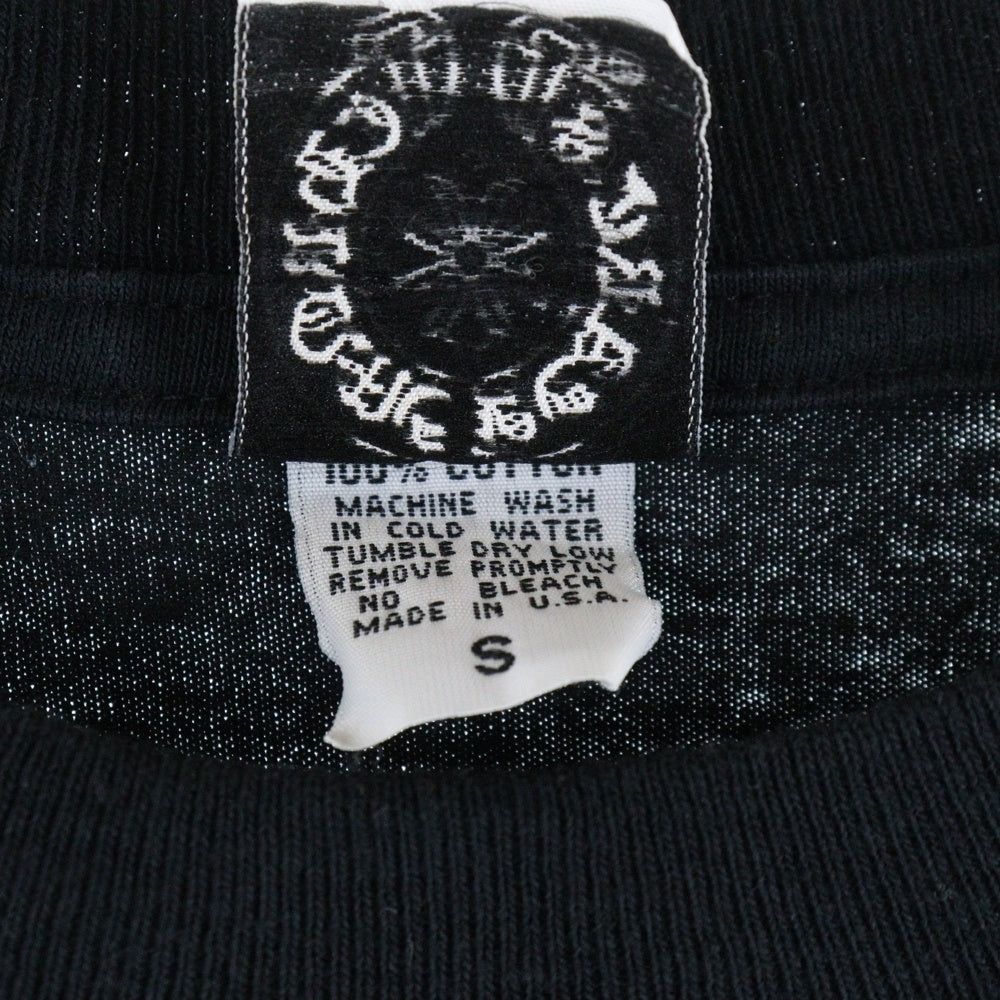 100% COTTON
MACHINE WASH
IN COLD WATER
TUMBLE DRY LOW
REMOVE PROMPTLY
NO BLEACH
MADE IN U.S.A.
S